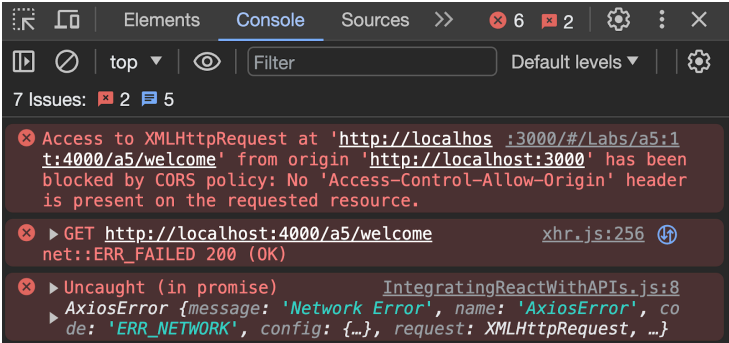 Elements Console Sources 6 2
top Filter Default levels
7 Issues: 2 5
Access to XMLHttpRequest at 'http://localhos :3000/#/Labs/a5:1
t:4000/a5/welcome' from origin 'http://localhost:3000' has been
blocked by CORS policy: No 'Access-Control-Allow-Origin' header
is present on the requested resource.
GET http://localhost:4000/a5/welcome xhr.js:256
net::ERR_FAILED 200 (OK)
Uncaught (in promise) IntegratingReactWithAPIs.js:8
AxiosError {message: 'Network Error', name: 'AxiosError', co
de: 'ERR_NETWORK', config: {…}, request: XMLHttpRequest, …}